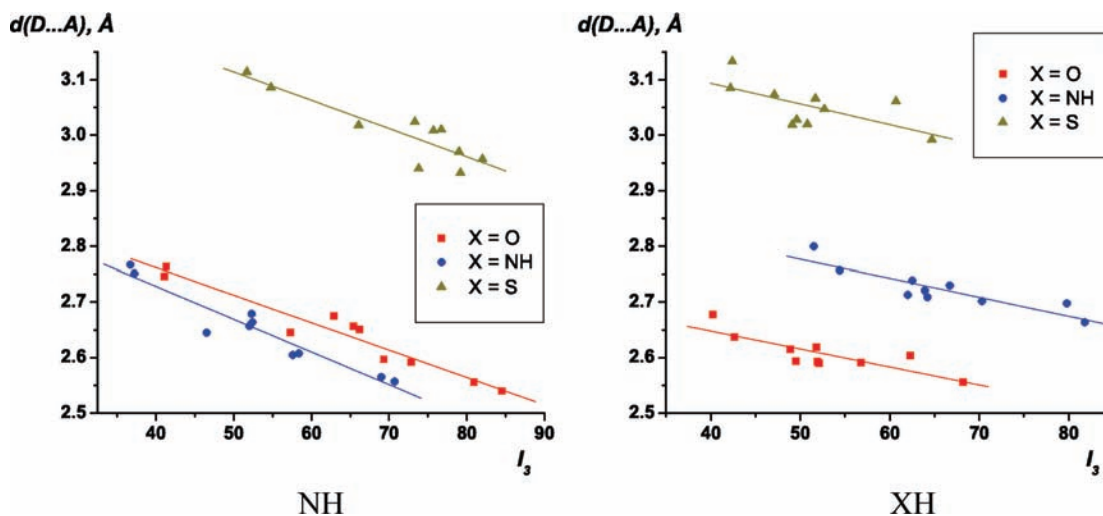 d(D...A), Å
3.1
3.0
2.9
2.8
2.7
2.6
2.5
40 50 60 70 80 90
I3
X = O
X = NH
X = S
NH
d(D...A), Å
3.1
3.0
2.9
2.8
2.7
2.6
2.5
40 50 60 70 80
I3
X = O
X = NH
X = S
XH